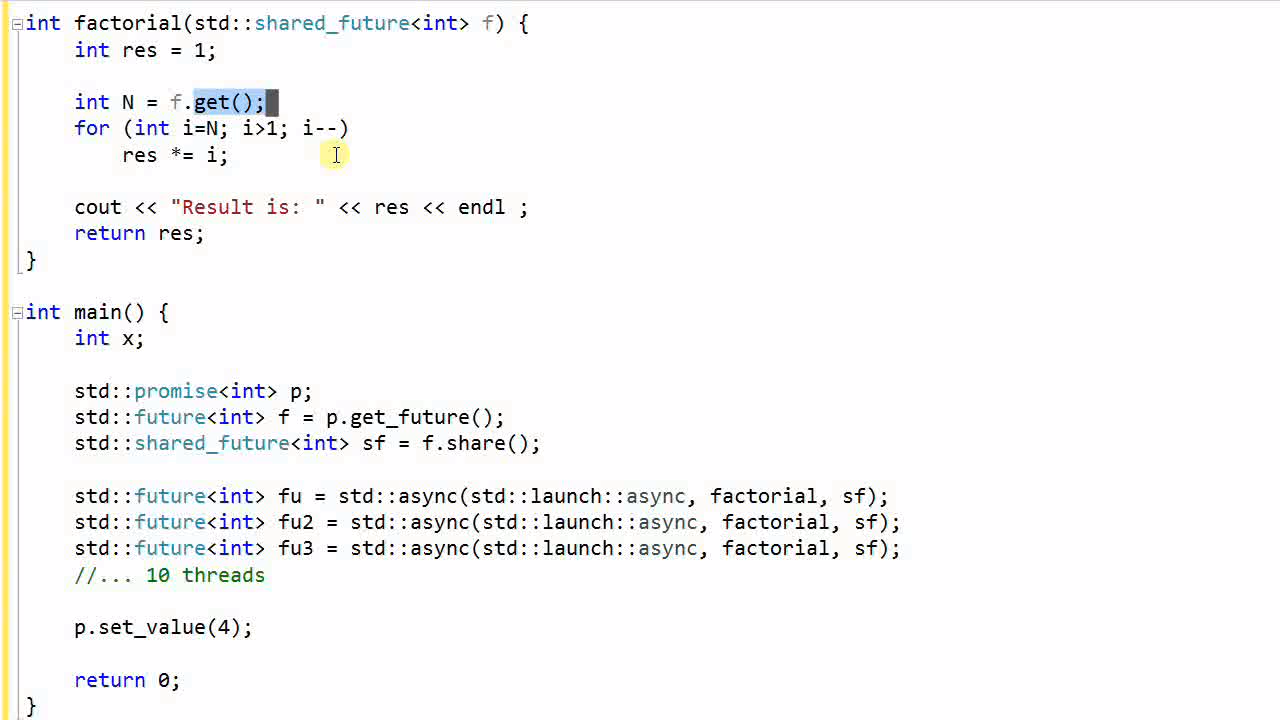 int factorial(std::shared_future<int> f) {
    int res = 1;

    int N = f.get();
    for (int i=N; i>1; i--)
        res *= i;

    cout << "Result is: " << res << endl ;
    return res;
}

int main() {
    int x;

    std::promise<int> p;
    std::future<int> f = p.get_future();
    std::shared_future<int> sf = f.share();

    std::future<int> fu = std::async(std::launch::async, factorial, sf);
    std::future<int> fu2 = std::async(std::launch::async, factorial, sf);
    std::future<int> fu3 = std::async(std::launch::async, factorial, sf);
    //... 10 threads

    p.set_value(4);

    return 0;
}